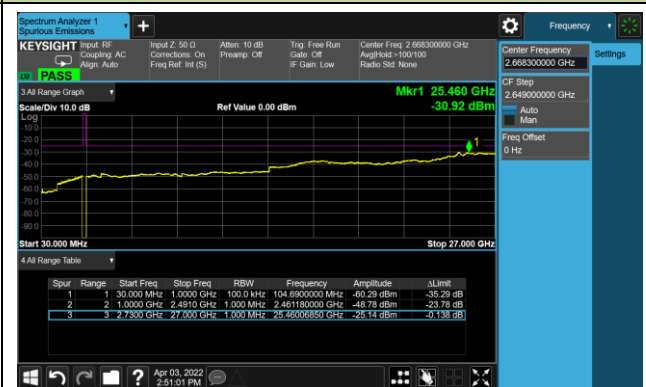 Spectrum Analyzer 1
Spurious Emissions
Frequency
KEYSIGHT Input: RF Input Z: 50 Ω Atten: 10 dB Trig: Free Run Center Freq: 2.668300000 GHz
Coupling: AC Corrections: On Preamp: Off Gate: Off Avg|Hold:>100/100
Align: Auto Freq Ref: Int (S) IF Gain: Low Radio Std: None
PASS
Center Frequency
2.668300000 GHz
Settings
CF Step
2.649000000 GHz
Auto
Man
Freq Offset
0 Hz
3 All Range Graph
Mkr1 25.460 GHz
Scale/Div 10.0 dB Ref Value 0.00 dBm -30.92 dBm
Log
-10.0
-20.0
-30.0
-40.0
-50.0
-60.0
-70.0
-80.0
-90.0
1
Start 30.000 MHz Stop 27.000 GHz
4 All Range Table
Spur Range Start Freq Stop Freq RBW Frequency Amplitude ΔLimit
1 1 30.000 MHz 1.0000 GHz 100.0 kHz 104.6900000 MHz -60.29 dBm -35.29 dB
2 2 1.0000 GHz 2.4910 GHz 1.000 MHz 2.461180000 GHz -48.78 dBm -23.78 dB
3 3 2.7300 GHz 27.000 GHz 1.000 MHz 25.46006850 GHz -25.14 dBm -0.138 dB
Apr 03, 2022
2:51:01 PM